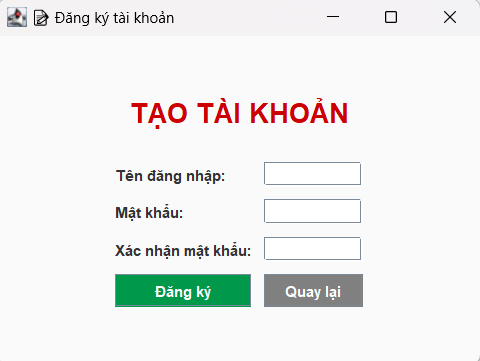 Đăng ký tài khoản
TẠO TÀI KHOẢN
Tên đăng nhập:
Mật khẩu:
Xác nhận mật khẩu:
Đăng ký
Quay lại